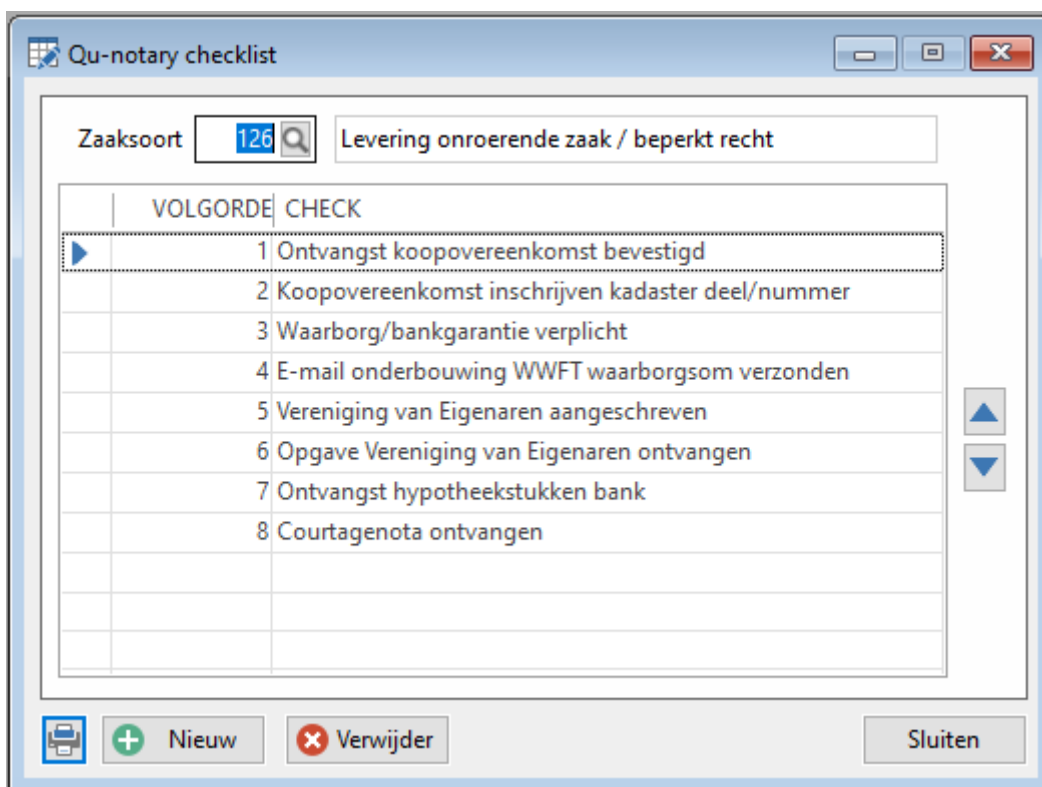 Qu-notary checklist
Zaaksoort 126 Levering onroerende zaak / beperkt recht
VOLGORDE CHECK
1 Ontvangst koopovereenkomst bevestigd
2 Koopovereenkomst inschrijven kadaster deel/nummer
3 Waarborg/bankgarantie verplicht
4 E-mail onderbouwing WWFT waarborgsom verzonden
5 Vereniging van Eigenaren aangeschreven
6 Opgave Vereniging van Eigenaren ontvangen
7 Ontvangst hypotheekstukken bank
8 Courtagenota ontvangen
Nieuw Verwijder Sluiten